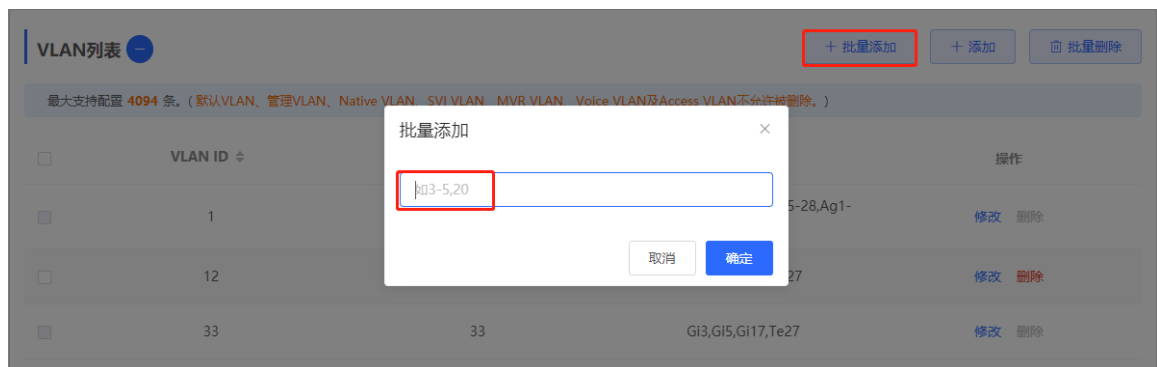 VLAN列表
+ 批量添加
+ 添加
批量删除
最大支持配置 4094 条。(默认VLAN、管理VLAN、Native VLAN、SVI VLAN、MVR VLAN、Voice VLAN及Access VLAN不允许被删除。)
批量添加
VLAN ID
操作
如3-5,20
1
5-28,Ag1-
修改 删除
取消
确定
12
27
修改 删除
33
33
Gi3,Gi5,Gi17,Te27
修改 删除